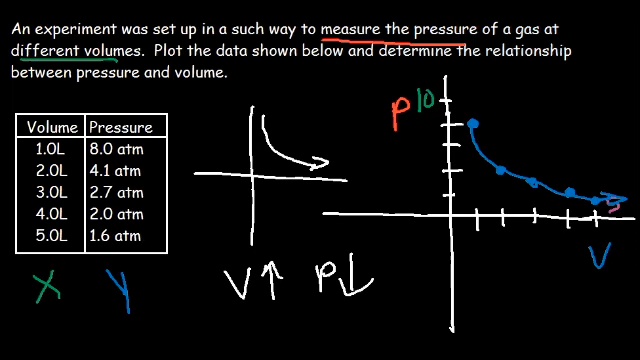 An experiment was set up in a such way to measure the pressure of a gas at
different volumes. Plot the data shown below and determine the relationship
between pressure and volume.
Volume Pressure
1.0L 8.0 atm
2.0L 4.1 atm
3.0L 2.7 atm
4.0L 2.0 atm
5.0L 1.6 atm
X Y
V↑ P↓
P 10
5
V